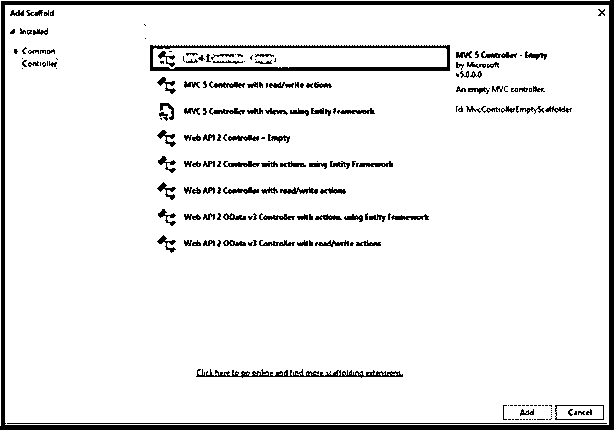 Add Scaffold
Installed
Common
Controller
MVC 5 Controller with read/write actions
MVC 5 Controller with views, using Entity Framework
Web API 2 Controller - Empty
Web API 2 Controller with actions, using Entity Framework
Web API 2 Controller with read/write actions
Web API 2 OData v3 Controller with actions, using Entity Framework
Web API 2 OData v3 Controller with read/write actions
MVC 5 Controller - Empty
by Microsoft
v5.0.0.0
An empty MVC controller.
Id: MvcControllerEmptyScaffolder
Click here to go online and find more scaffolding extensions.
Add
Cancel